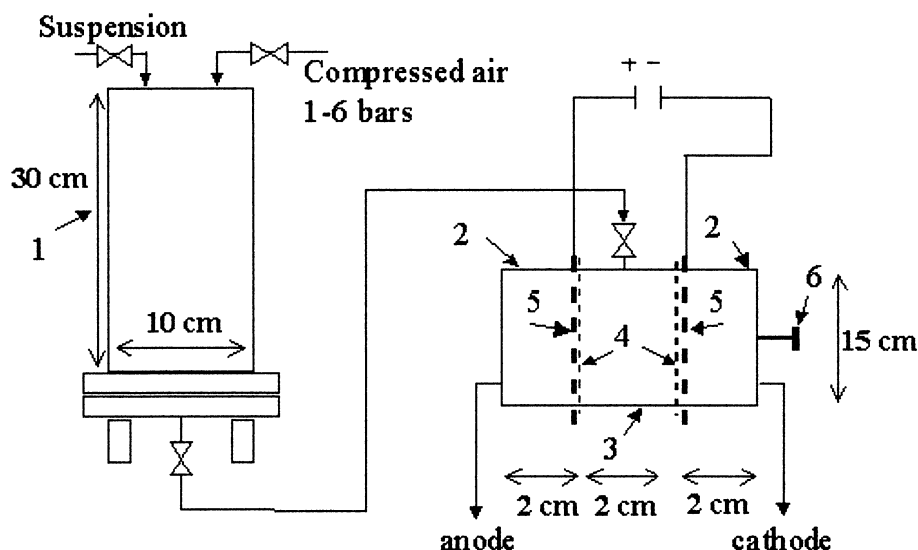 Suspension
Compressed air
1-6 bars
+ -
30 cm
1
2
2
6
10 cm
5
4
5
15 cm
3
2 cm
2 cm
2 cm
anode
cathode